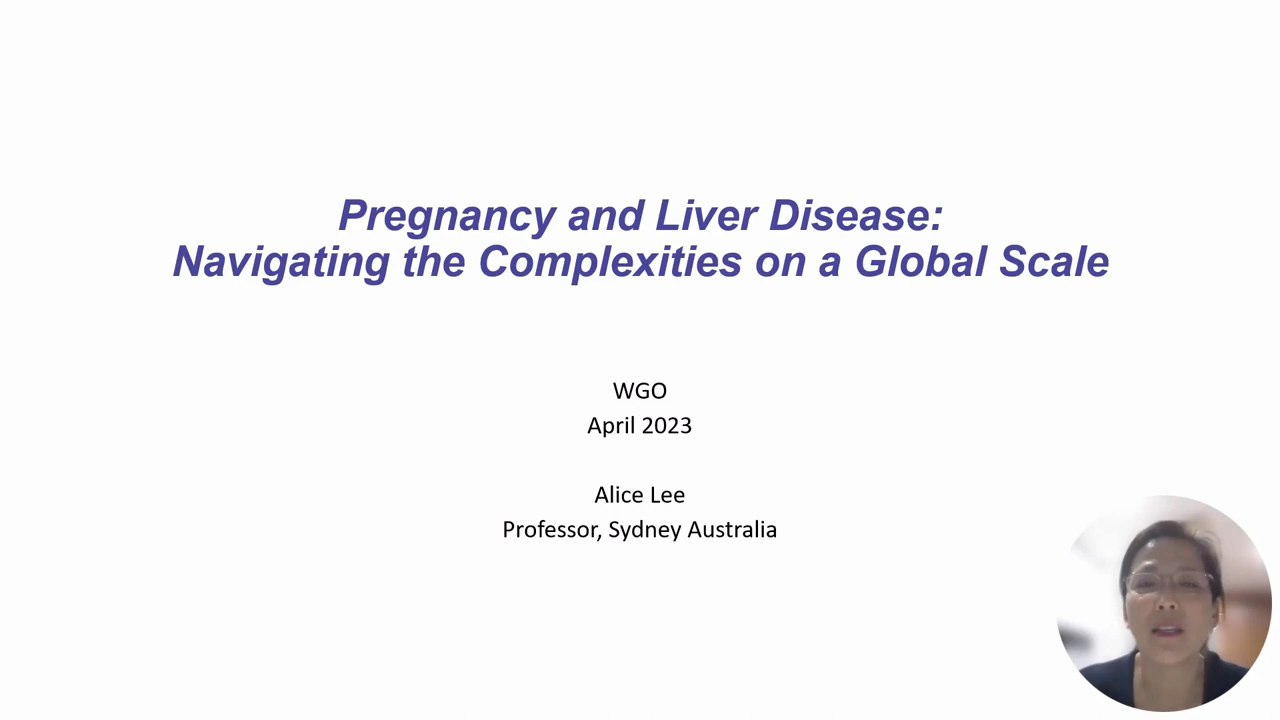 Pregnancy and Liver Disease:
Navigating the Complexities on a Global Scale
WGO
April 2023
Alice Lee
Professor, Sydney Australia